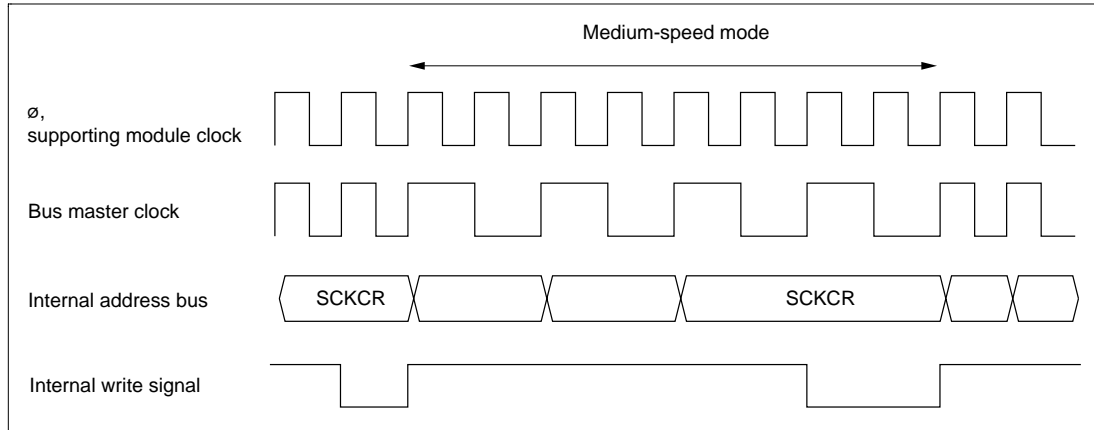 Medium-speed mode
ø,
supporting module clock
Bus master clock
Internal address bus
SCKCR
SCKCR
Internal write signal